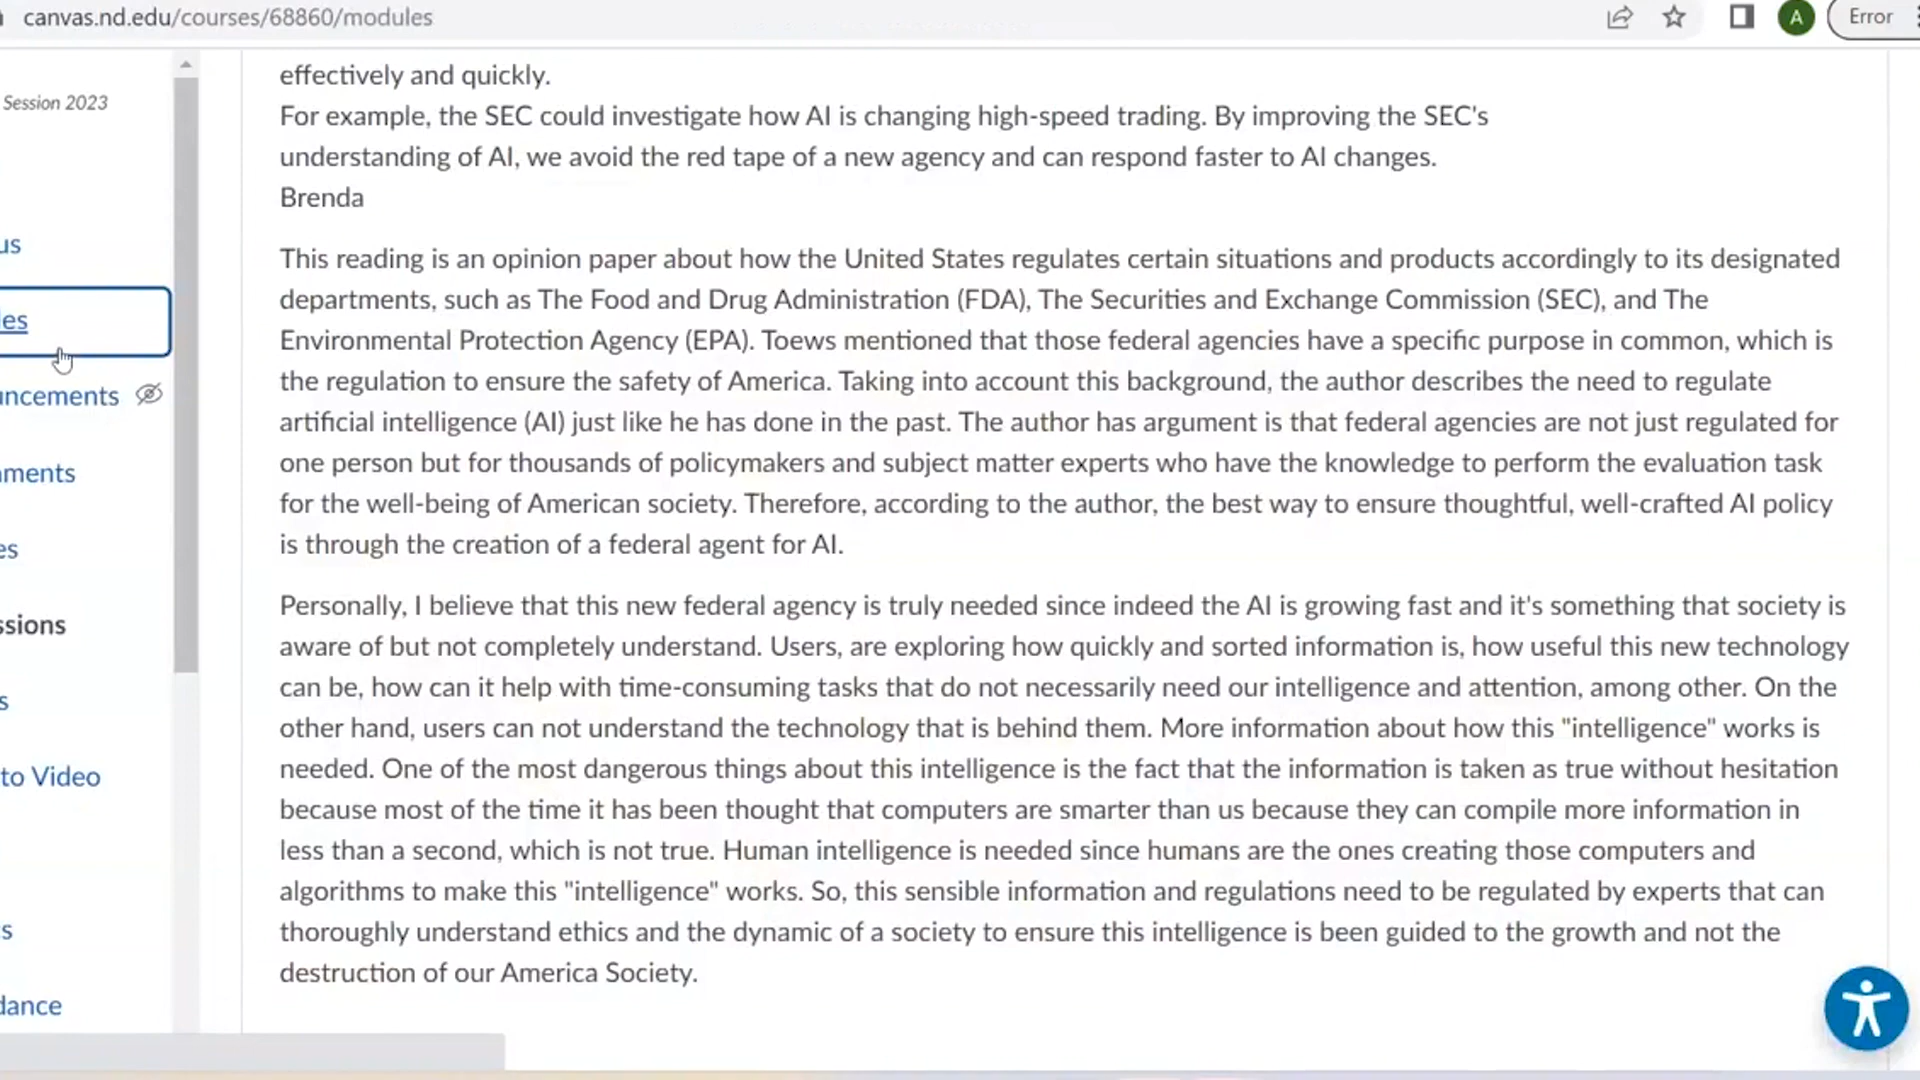 canvas.nd.edu/courses/68860/modules
A
Error
Session 2023
us
es
ncements
ments
es
ssions
s
to Video
s
dance
effectively and quickly.
For example, the SEC could investigate how AI is changing high-speed trading. By improving the SEC's
understanding of AI, we avoid the red tape of a new agency and can respond faster to AI changes.
Brenda
This reading is an opinion paper about how the United States regulates certain situations and products accordingly to its designated
departments, such as The Food and Drug Administration (FDA), The Securities and Exchange Commission (SEC), and The
Environmental Protection Agency (EPA). Toews mentioned that those federal agencies have a specific purpose in common, which is
the regulation to ensure the safety of America. Taking into account this background, the author describes the need to regulate
artificial intelligence (AI) just like he has done in the past. The author has argument is that federal agencies are not just regulated for
one person but for thousands of policymakers and subject matter experts who have the knowledge to perform the evaluation task
for the well-being of American society. Therefore, according to the author, the best way to ensure thoughtful, well-crafted AI policy
is through the creation of a federal agent for AI.
Personally, I believe that this new federal agency is truly needed since indeed the AI is growing fast and it's something that society is
aware of but not completely understand. Users, are exploring how quickly and sorted information is, how useful this new technology
can be, how can it help with time-consuming tasks that do not necessarily need our intelligence and attention, among other. On the
other hand, users can not understand the technology that is behind them. More information about how this "intelligence" works is
needed. One of the most dangerous things about this intelligence is the fact that the information is taken as true without hesitation
because most of the time it has been thought that computers are smarter than us because they can compile more information in
less than a second, which is not true. Human intelligence is needed since humans are the ones creating those computers and
algorithms to make this "intelligence" works. So, this sensible information and regulations need to be regulated by experts that can
thoroughly understand ethics and the dynamic of a society to ensure this intelligence is been guided to the growth and not the
destruction of our America Society.